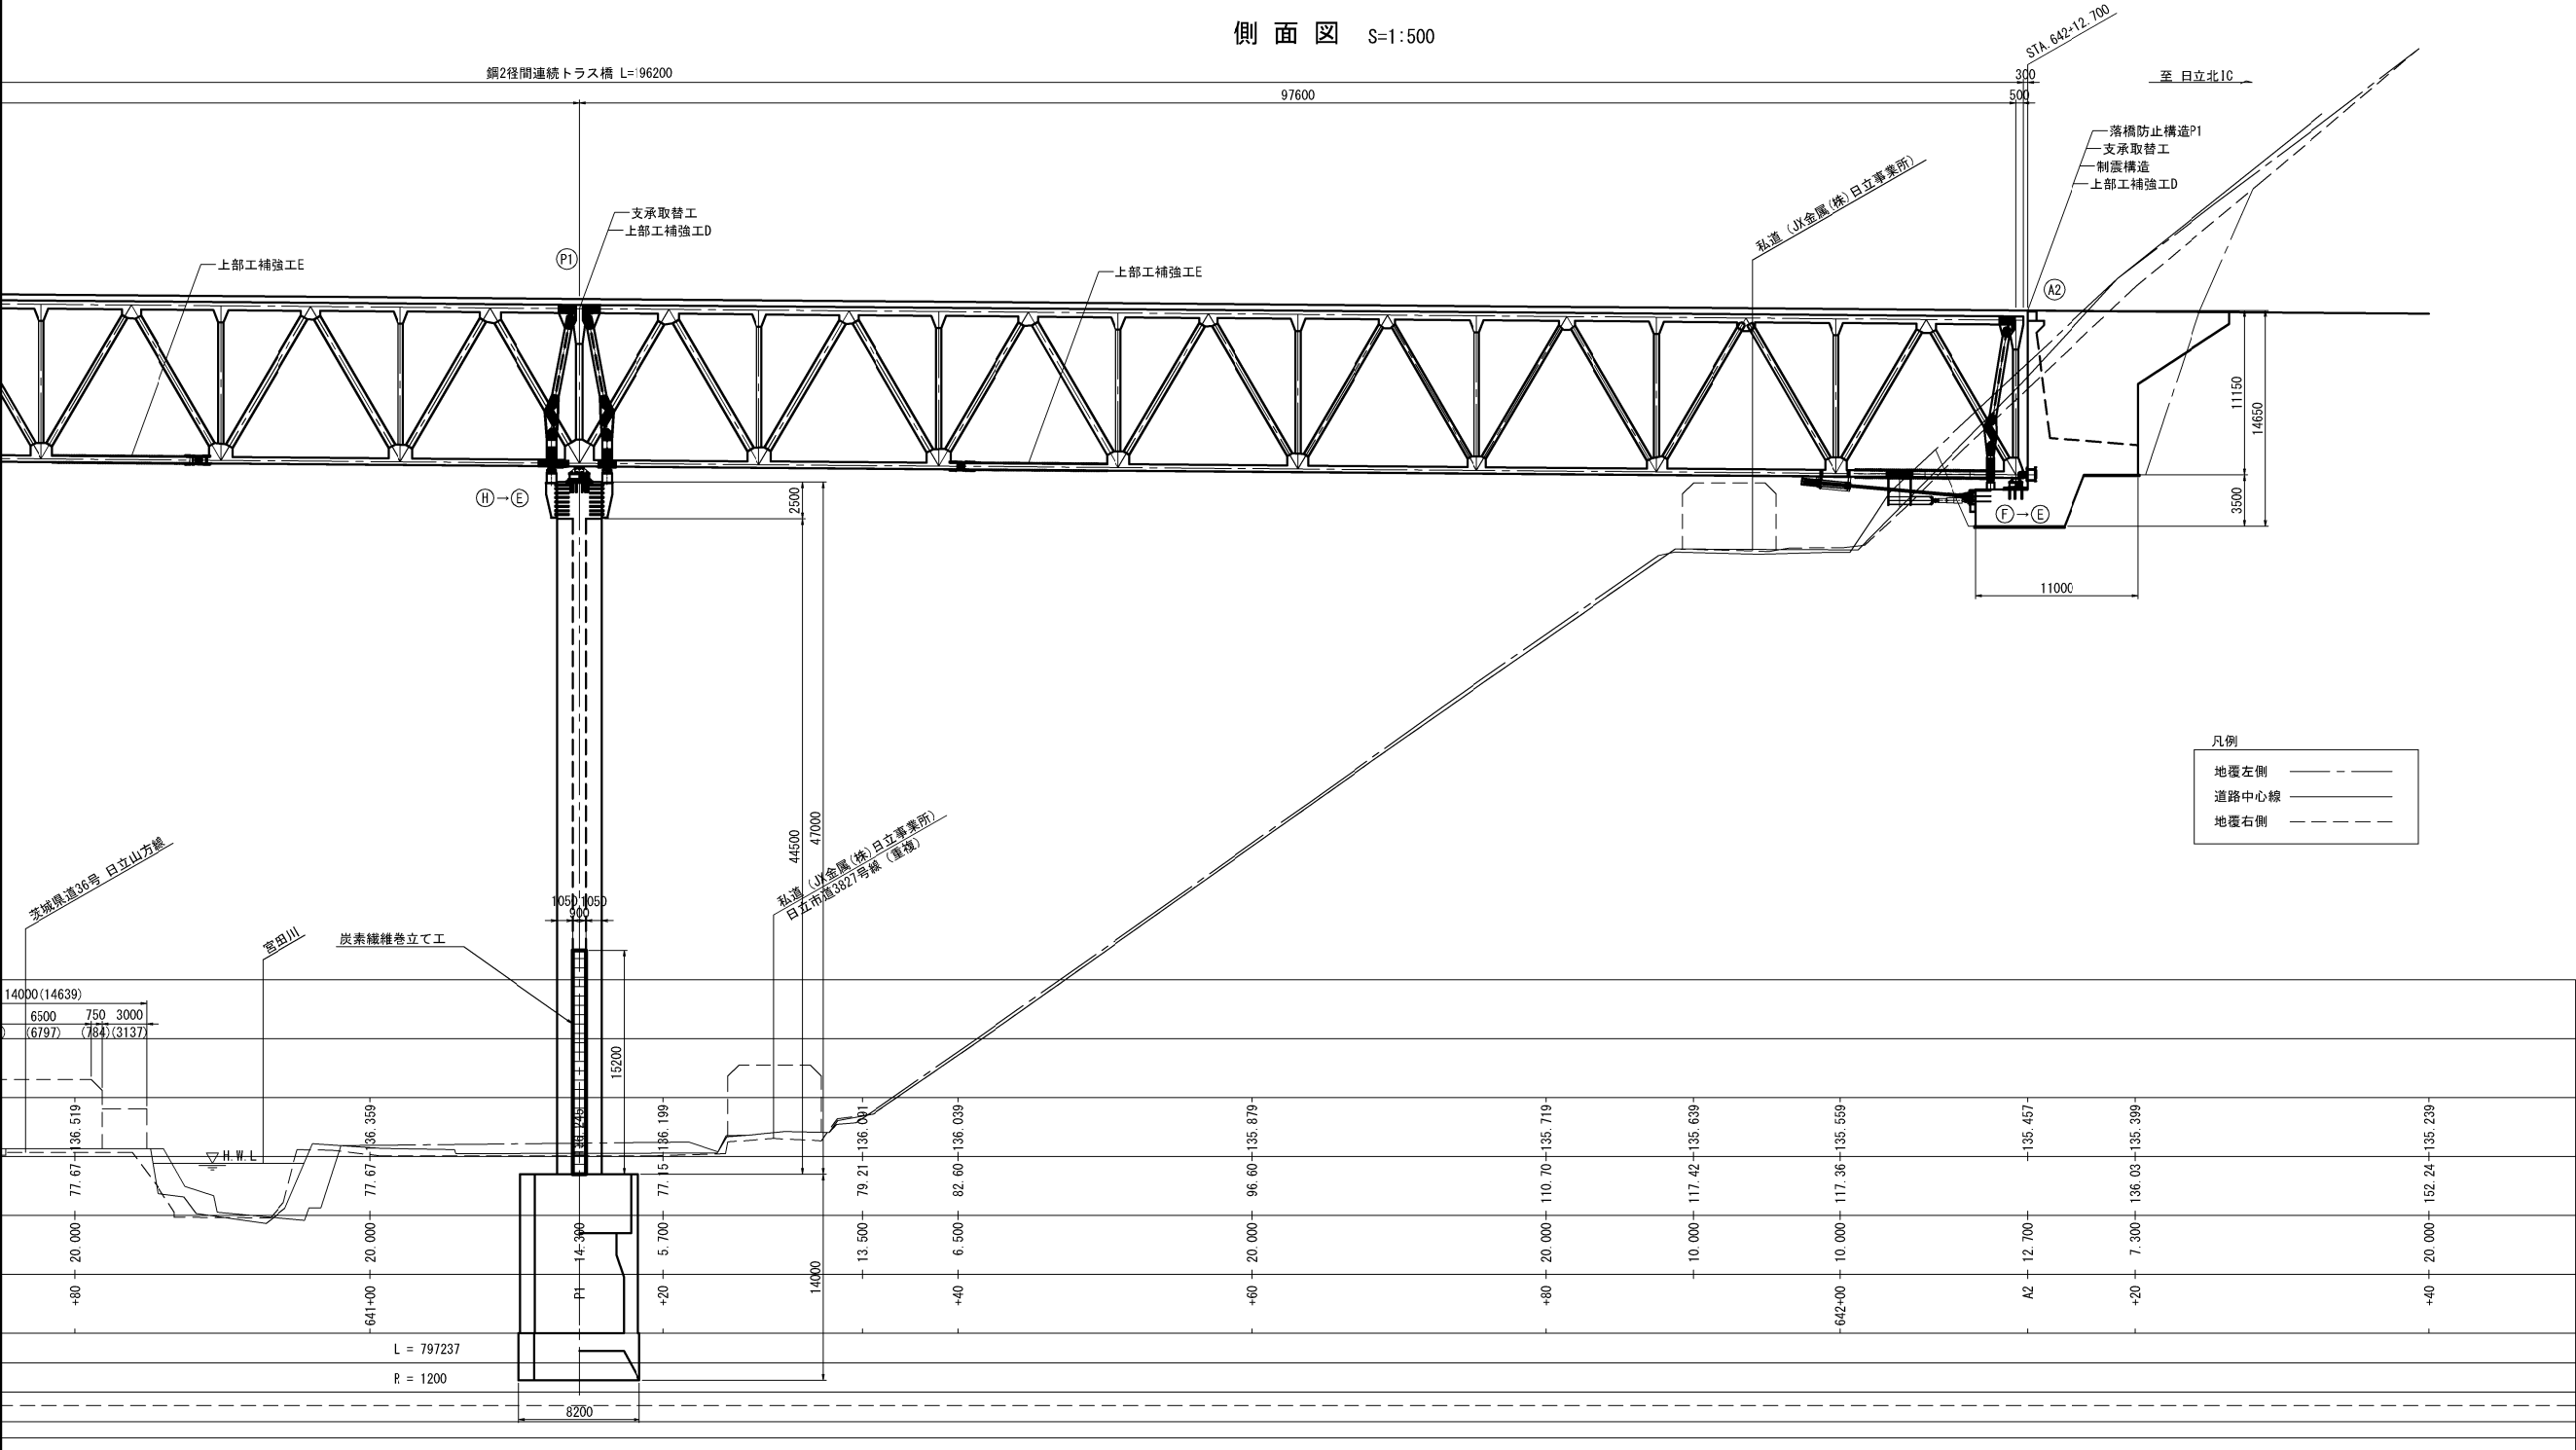 側面図 S=1:500
STA.642+12.700
鋼2径間連続トラス橋 L=196200
300
至 日立北IC
97600
500
落橋防止構造P1
支承取替工
制震構造
上部工補強工D
私道 (JX金属(株)日立事業所)
支承取替工
上部工補強工D
P1
上部工補強工E
上部工補強工E
A2
11150
14650
3500
H→E
2500
F→E
11000
凡例
地覆左側
道路中心線
地覆右側
44500
47000
私道 (JX金属(株)日立事業所)
日立市道3827号線 (重複)
茨城県道36号 日立山方線
宮田川
炭素繊維巻立て工
1050 1050
900
14000(14639)
6500 750 3000
(6797) (784)(3137)
15200
H.W.L
136.519 136.359 136.199 136.091 136.039 135.879 135.719 135.639 135.559 135.457 135.399 135.239
77.67 77.67 77.15 79.21 82.60 96.60 110.70 117.42 117.36 136.03 152.24
20.000 20.000 14.300 5.700 13.500 6.500 20.000 20.000 10.000 10.000 12.700 7.300 20.000
14000
+80 641+00 P1 +20 +40 +60 +80 642+00 A2 +20 +40
L = 797237
R = 1200
8200